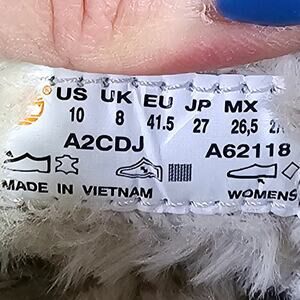 US UK EU JP MX
10 8 41.5 27 26,5
A2CDJ A62118
MADE IN VIETNAM WOMENS